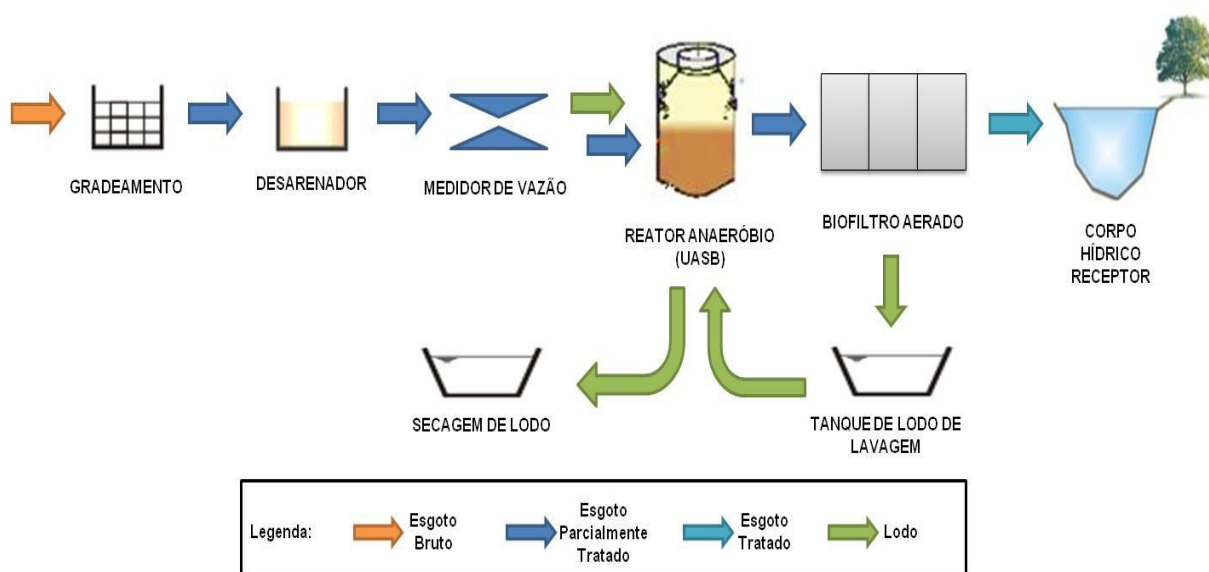 GRADEAMENTO
DESARENADOR
MEDIDOR DE VAZÃO
REATOR ANAERÓBIO
(UASB)
BIOFILTRO AERADO
CORPO
HÍDRICO
RECEPTOR
SECAGEM DE LODO
TANQUE DE LODO DE
LAVAGEM
Legenda:
Esgoto
Bruto
Esgoto
Parcialmente
Tratado
Esgoto
Tratado
Lodo